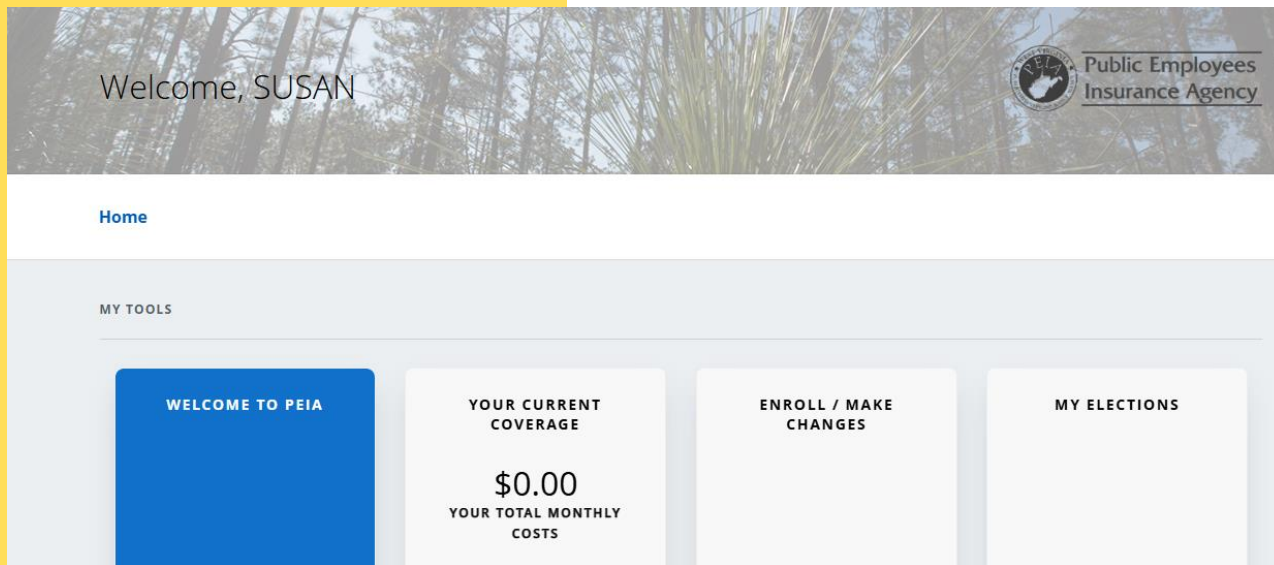 Welcome, SUSAN
PEIA
Public Employees
Insurance Agency
Home
MY TOOLS
WELCOME TO PEIA
YOUR CURRENT
COVERAGE
$0.00
YOUR TOTAL MONTHLY
COSTS
ENROLL / MAKE
CHANGES
MY ELECTIONS